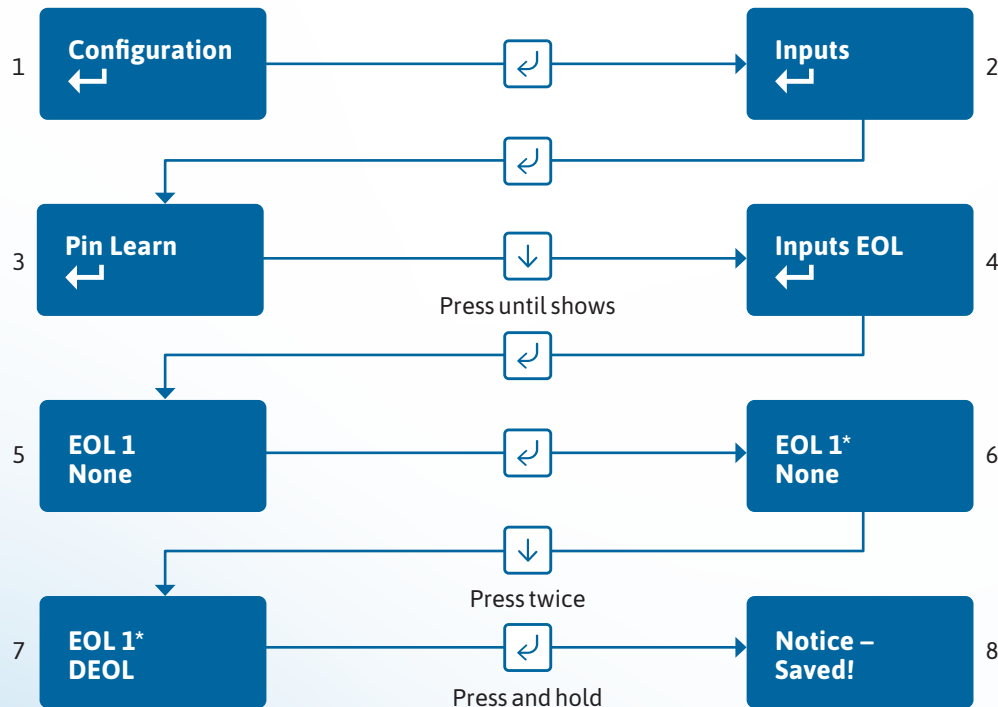 1
Configuration
2
Inputs
3
Pin Learn
Press until shows
4
Inputs EOL
5
EOL 1
None
6
EOL 1*
None
Press twice
7
EOL 1*
DEOL
Press and hold
8
Notice –
Saved!